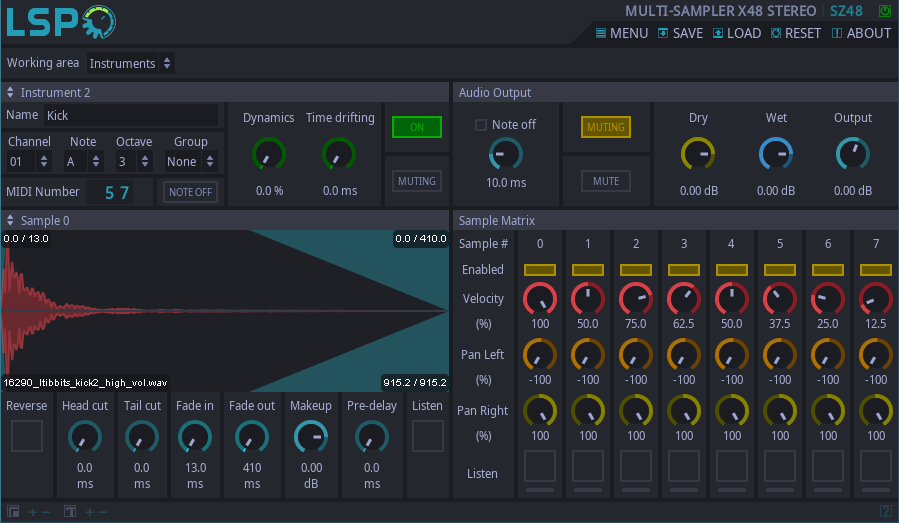 LSP
MULTI-SAMPLER X48 STEREO SZ48
MENU SAVE LOAD RESET ABOUT
Working area Instruments
Instrument 2
Name Kick
Channel Note Octave Group
01 A 3 None
MIDI Number 57 NOTE OFF
Dynamics Time drifting
0.0 % 0.0 ms
ON
MUTING
Audio Output
Note off
10.0 ms
MUTING
MUTE
Dry Wet Output
0.00 dB 0.00 dB 0.00 dB
Sample 0
0.0 / 13.0 0.0 / 410.0
16290_ltibbits_kick2_high_vol.wav 915.2 / 915.2
Reverse Head cut Tail cut Fade in Fade out Makeup Pre-delay Listen
0.0 0.0 13.0 410 0.00 0.0
ms ms ms ms dB ms
Sample Matrix
Sample # 0 1 2 3 4 5 6 7
Enabled
Velocity
(%) 100 50.0 75.0 62.5 50.0 37.5 25.0 12.5
Pan Left
(%) -100 -100 -100 -100 -100 -100 -100 -100
Pan Right
(%) 100 100 100 100 100 100 100 100
Listen
+ - T + - ?